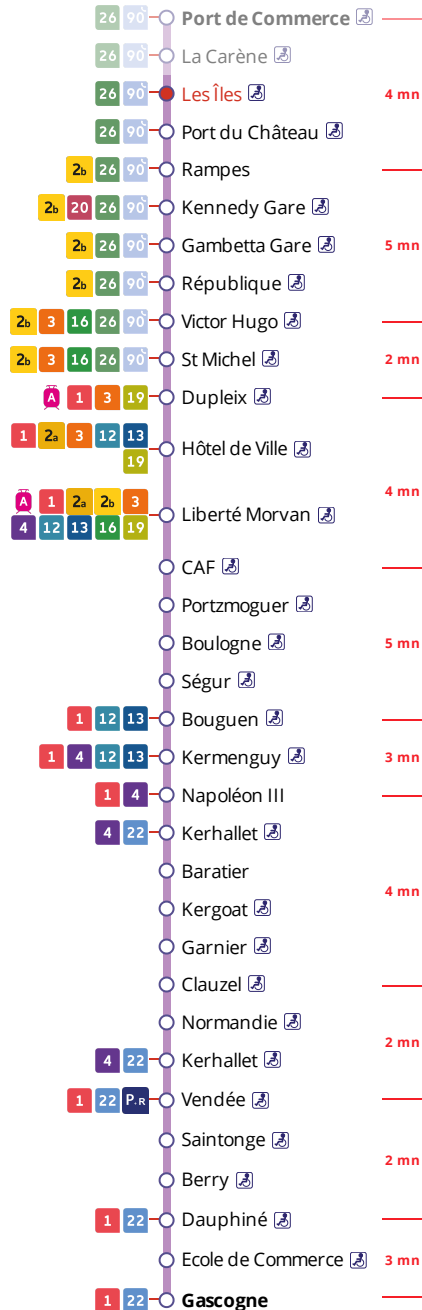 26 90 Port de Commerce
26 90 La Carène
26 90 Les Îles 4 mn
26 90 Port du Château
2b 26 90 Rampes
2b 20 26 90 Kennedy Gare
2b 26 90 Gambetta Gare 5 mn
2b 26 90 République
2b 3 16 26 90 Victor Hugo
2b 3 16 26 90 St Michel 2 mn
A 1 3 19 Dupleix
1 2a 3 12 13
19
Hôtel de Ville
A 1 2a 2b 3
4 12 13 16 19
Liberté Morvan
4 mn
CAF
Portzmoguer
Boulogne 5 mn
Ségur
1 12 13 Bouguen
1 4 12 13 Kermenguy 3 mn
1 4 Napoléon III
4 22 Kerhallet
Baratier
4 mn
Kergoat
Garnier
Clauzel
Normandie
2 mn
4 22 Kerhallet
1 22 P+R Vendée
Saintonge
2 mn
Berry
1 22 Dauphiné
Ecole de Commerce 3 mn
1 22 Gascogne